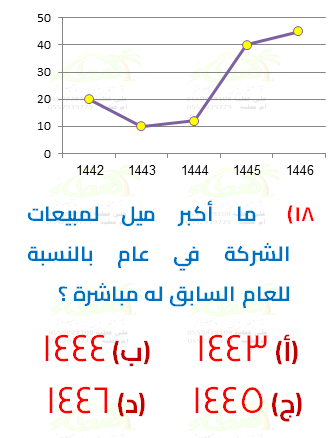 50
40
30
20
10
0
1442 1443 1444 1445 1446
١٨) ما أكبر ميل لمبيعات
الشركة في عام بالنسبة
للعام السابق له مباشرة ؟
(أ) ١٤٤٣ (ب) ١٤٤٤
(ج) ١٤٤٥ (د) ١٤٤٦